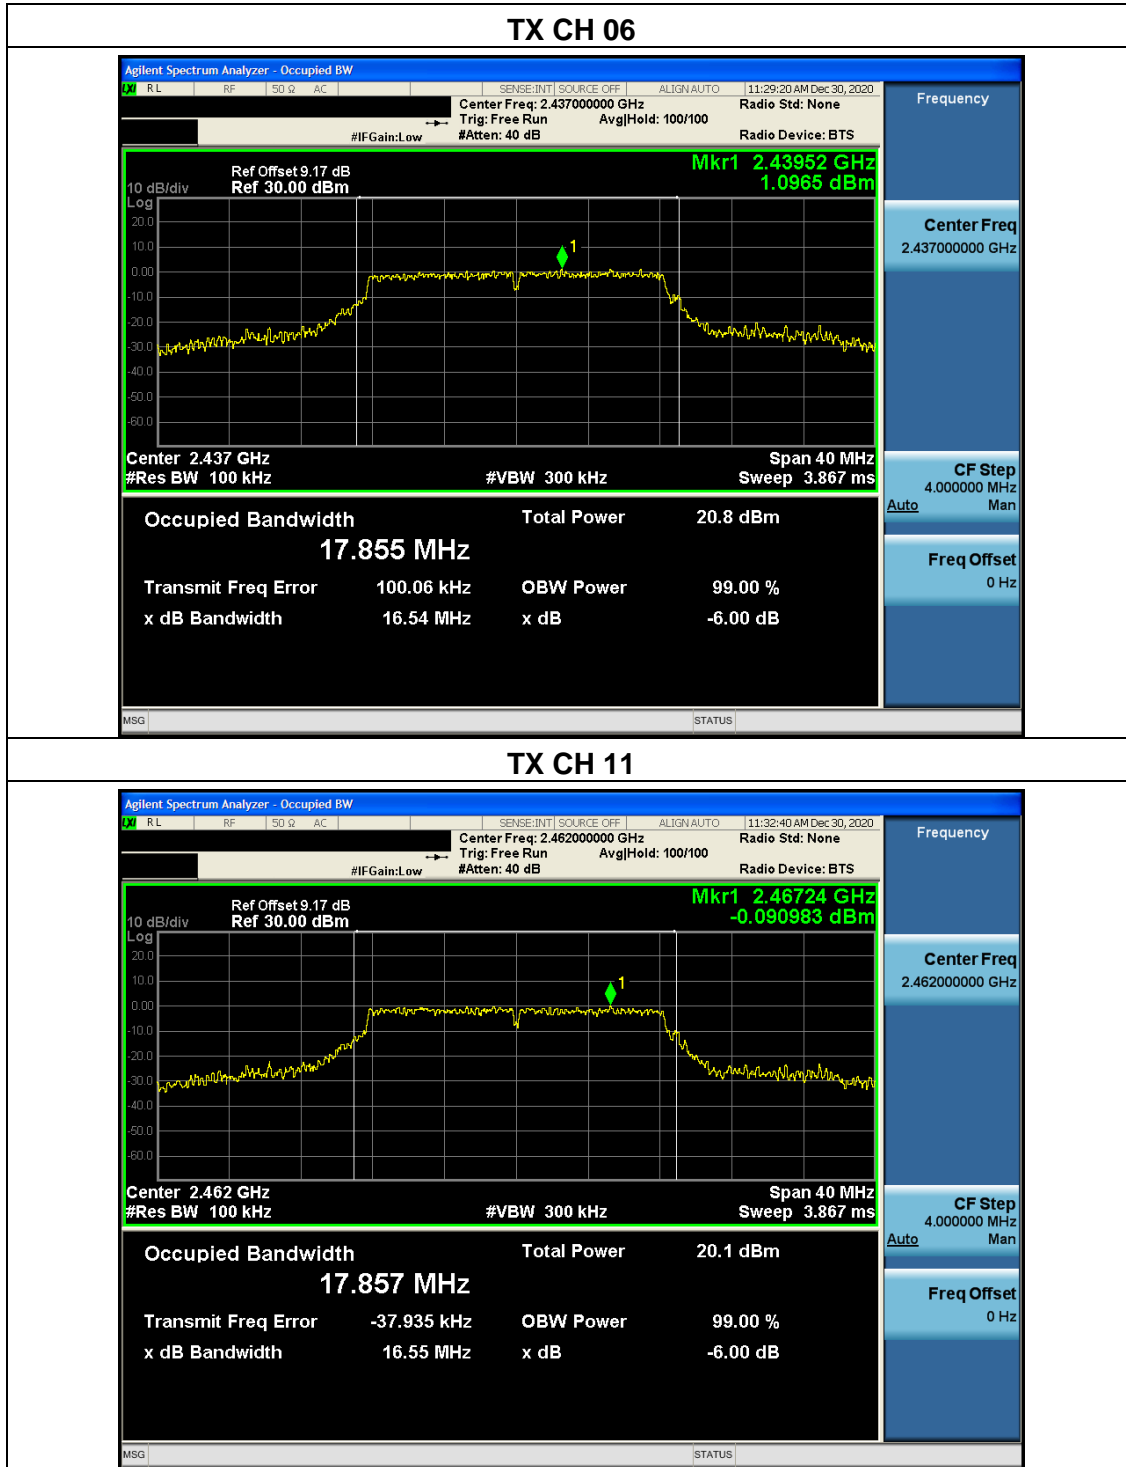 TX CH 06
Agilent Spectrum Analyzer - Occupied BW
LXI RL RF 50 Ω AC SENSE:INT SOURCE OFF ALIGN AUTO 11:29:20 AM Dec 30, 2020
Center Freq: 2.437000000 GHz Radio Std: None
Trig: Free Run Avg|Hold: 100/100
#IFGain:Low #Atten: 40 dB Radio Device: BTS
Frequency
Mkr1 2.43952 GHz
1.0965 dBm
Ref Offset 9.17 dB
10 dB/div Ref 30.00 dBm
Log
20.0
10.0
0.00
-10.0
-20.0
-30.0
-40.0
-50.0
-60.0
1
Center 2.437 GHz Span 40 MHz
#Res BW 100 kHz #VBW 300 kHz Sweep 3.867 ms
Center Freq
2.437000000 GHz
CF Step
4.000000 MHz
Auto Man
Freq Offset
0 Hz
Occupied Bandwidth Total Power 20.8 dBm
17.855 MHz
Transmit Freq Error 100.06 kHz OBW Power 99.00 %
x dB Bandwidth 16.54 MHz x dB -6.00 dB
MSG STATUS
TX CH 11
Agilent Spectrum Analyzer - Occupied BW
LXI RL RF 50 Ω AC SENSE:INT SOURCE OFF ALIGN AUTO 11:32:40 AM Dec 30, 2020
Center Freq: 2.462000000 GHz Radio Std: None
Trig: Free Run Avg|Hold: 100/100
#IFGain:Low #Atten: 40 dB Radio Device: BTS
Frequency
Mkr1 2.46724 GHz
-0.090983 dBm
Ref Offset 9.17 dB
10 dB/div Ref 30.00 dBm
Log
20.0
10.0
0.00
-10.0
-20.0
-30.0
-40.0
-50.0
-60.0
1
Center 2.462 GHz Span 40 MHz
#Res BW 100 kHz #VBW 300 kHz Sweep 3.867 ms
Center Freq
2.462000000 GHz
CF Step
4.000000 MHz
Auto Man
Freq Offset
0 Hz
Occupied Bandwidth Total Power 20.1 dBm
17.857 MHz
Transmit Freq Error -37.935 kHz OBW Power 99.00 %
x dB Bandwidth 16.55 MHz x dB -6.00 dB
MSG STATUS